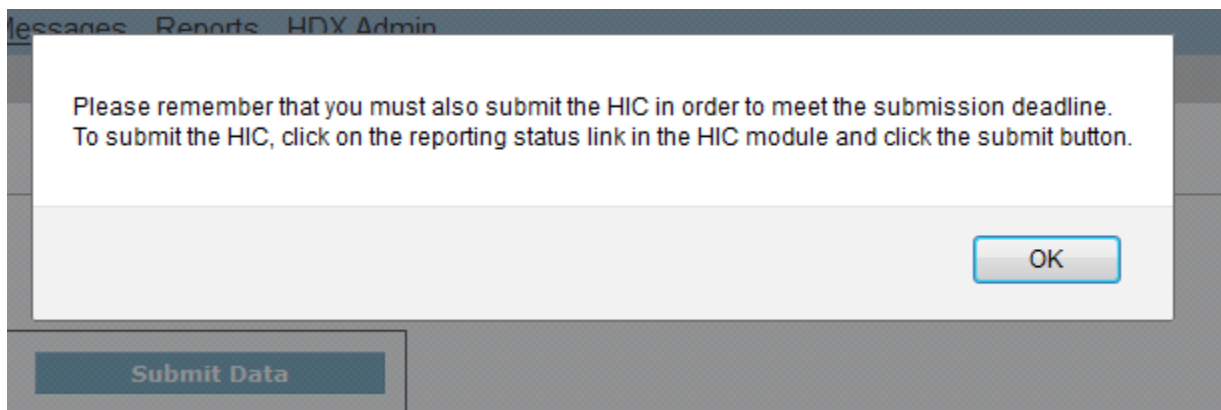 Reports HDX Admin
Please remember that you must also submit the HIC in order to meet the submission deadline.
To submit the HIC, click on the reporting status link in the HIC module and click the submit button.
OK
Submit Data